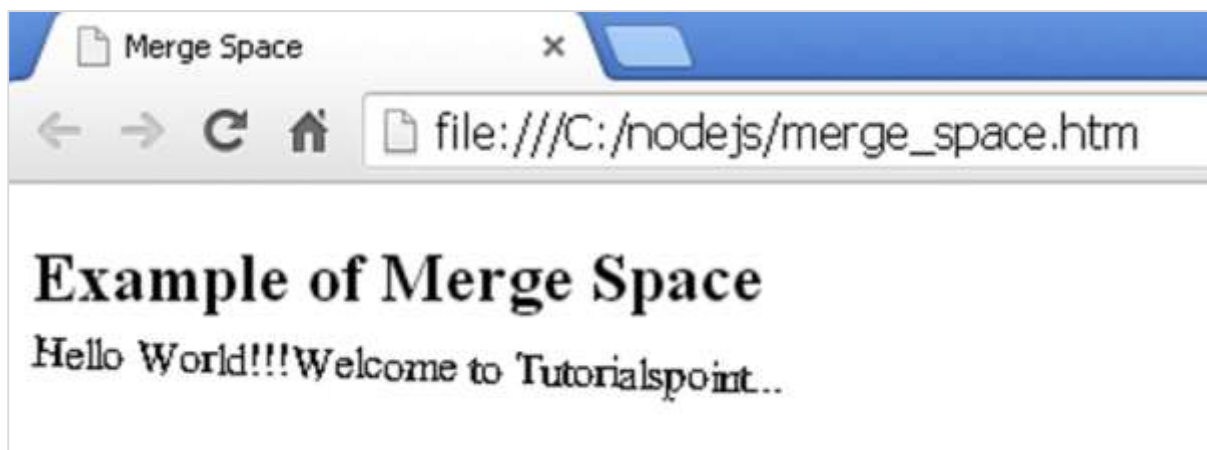 Merge Space
file:///C:/nodejs/merge_space.htm
Example of Merge Space
Hello World!!!Welcome to Tutorialspoint...